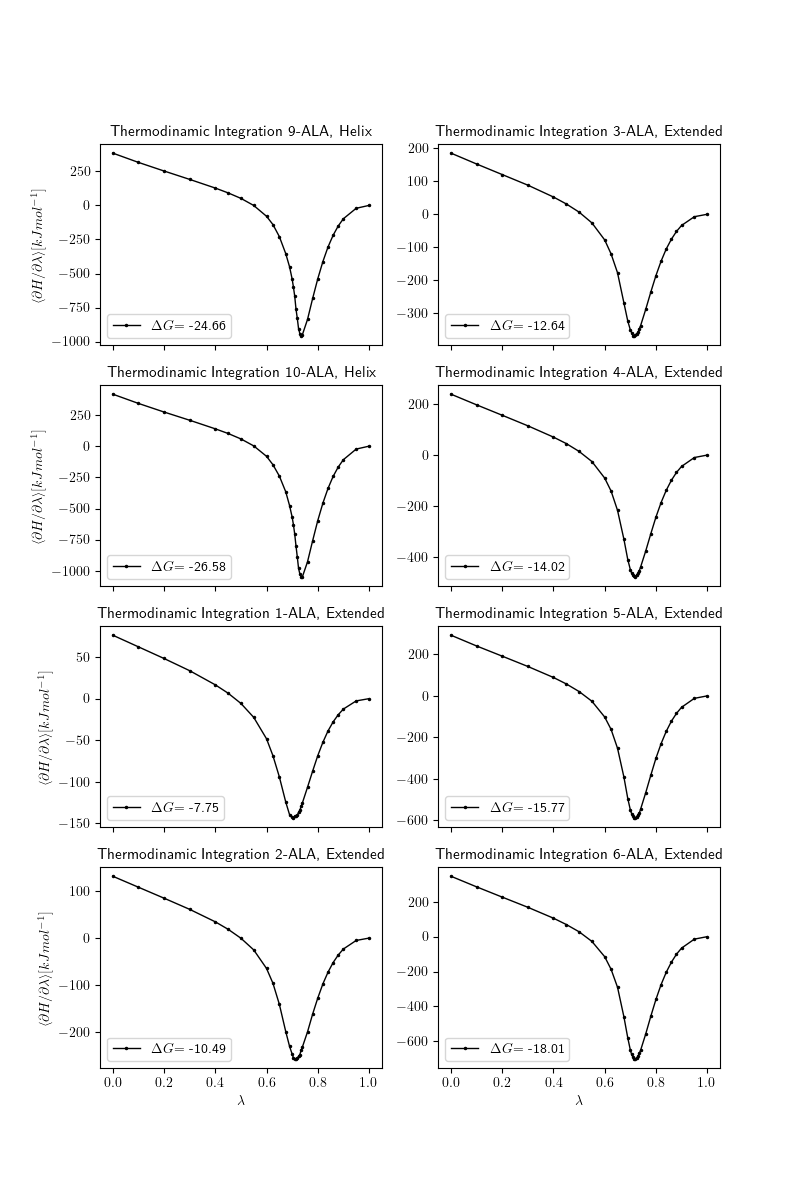 Thermodinamic Integration 9-ALA, Helix
250
0
−250
−500
−750
−1000
⟨∂H/∂λ⟩[kJmol⁻¹]
ΔG= -24.66
Thermodinamic Integration 3-ALA, Extended
200
100
0
−100
−200
−300
ΔG= -12.64
Thermodinamic Integration 10-ALA, Helix
250
0
−250
−500
−750
−1000
⟨∂H/∂λ⟩[kJmol⁻¹]
ΔG= -26.58
Thermodinamic Integration 4-ALA, Extended
200
0
−200
−400
ΔG= -14.02
Thermodinamic Integration 1-ALA, Extended
50
0
−50
−100
−150
⟨∂H/∂λ⟩[kJmol⁻¹]
ΔG= -7.75
Thermodinamic Integration 5-ALA, Extended
200
0
−200
−400
−600
ΔG= -15.77
Thermodinamic Integration 2-ALA, Extended
100
0
−100
−200
⟨∂H/∂λ⟩[kJmol⁻¹]
ΔG= -10.49
0.0 0.2 0.4 0.6 0.8 1.0
λ
Thermodinamic Integration 6-ALA, Extended
200
0
−200
−400
−600
ΔG= -18.01
0.0 0.2 0.4 0.6 0.8 1.0
λ